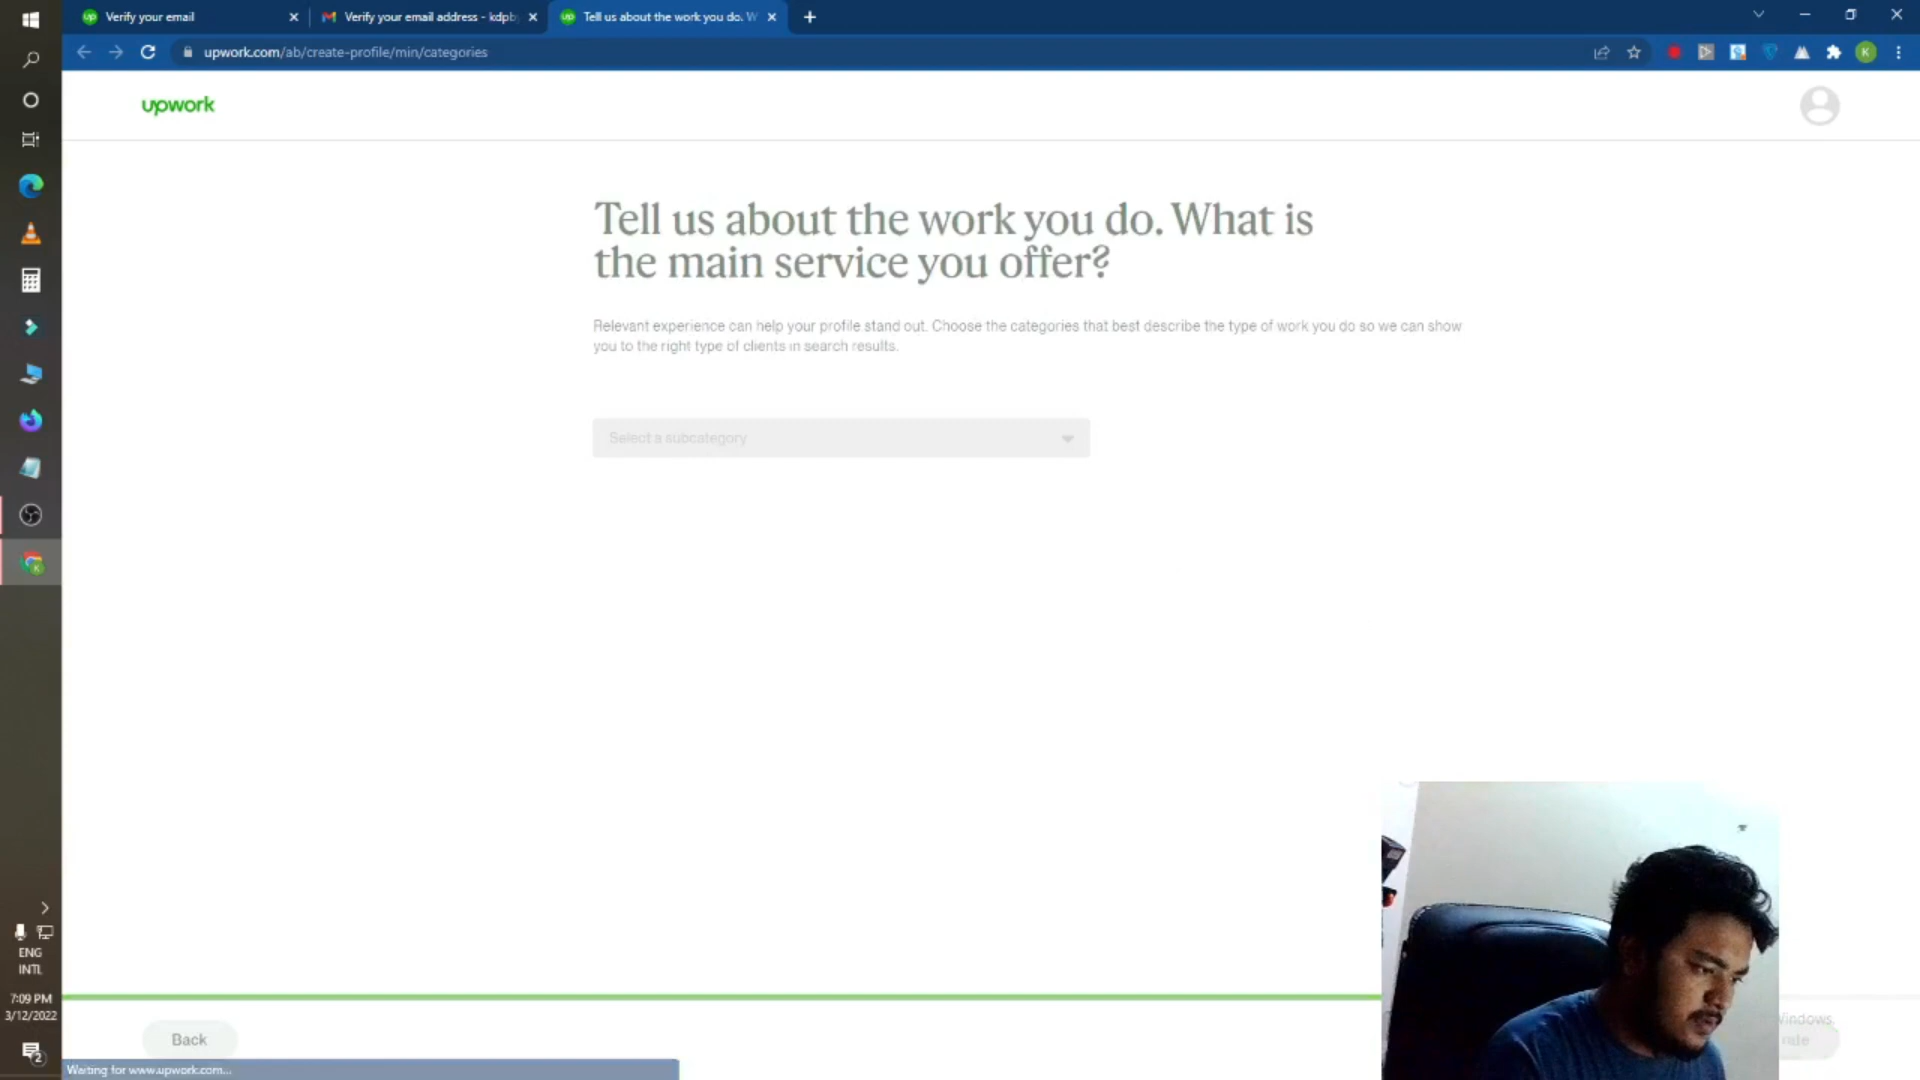 Verify your email
Verify your email address - kdpb
Tell us about the work you do. W
upwork.com/ab/create-profile/min/categories
K
upwork
Tell us about the work you do. What is
the main service you offer?
Relevant experience can help your profile stand out. Choose the categories that best describe the type of work you do so we can show
you to the right type of clients in search results.
Select a subcategory
ENG
INTL
7:09 PM
3/12/2022
2
Back
Windows.
Waiting for www.upwork.com...